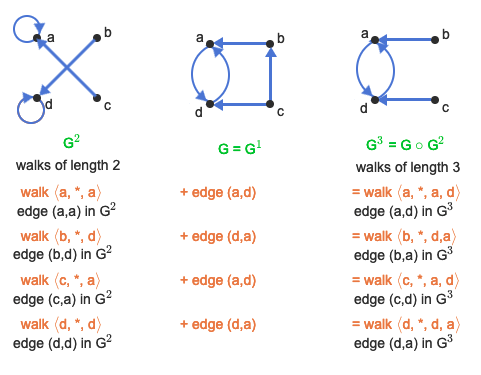 a b a b a b
d c d c d c
G² G = G¹ G³ = G ∘ G²
walks of length 2 walks of length 3
walk ⟨a, *, a⟩ + edge (a,d) = walk ⟨a, *, a, d⟩
edge (a,a) in G² edge (a,d) in G³
walk ⟨b, *, d⟩ + edge (d,a) = walk ⟨b, *, d,a⟩
edge (b,d) in G² edge (b,a) in G³
walk ⟨c, *, a⟩ + edge (a,d) = walk ⟨c, *, a, d⟩
edge (c,a) in G² edge (c,d) in G³
walk ⟨d, *, d⟩ + edge (d,a) = walk ⟨d, *, d, a⟩
edge (d,d) in G² edge (d,a) in G³